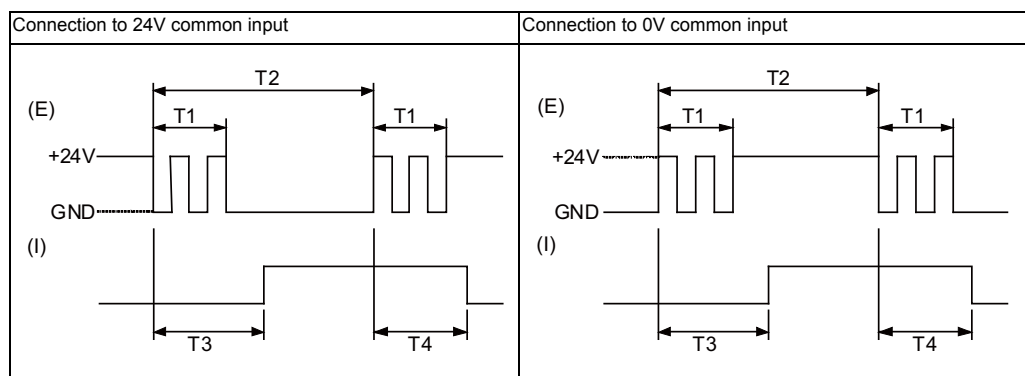 Connection to 24V common input
Connection to 0V common input
T2
(E)
T1
T1
+24V
GND
(I)
T3
T4
T2
(E)
T1
T1
+24V
GND
(I)
T3
T4